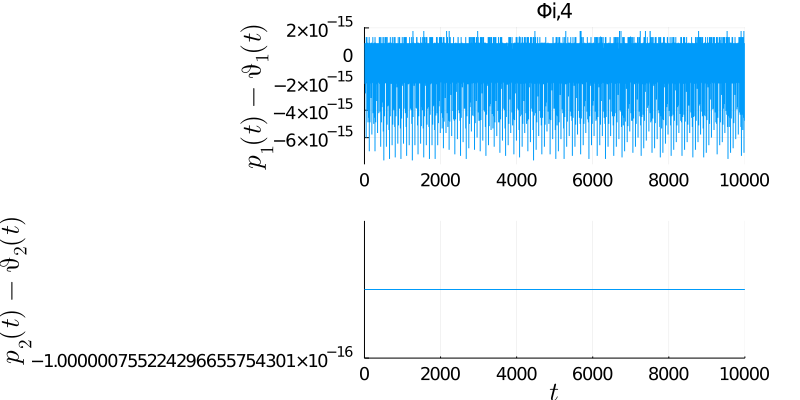 Φi,4
p₁(t) − ϑ₁(t)
2×10⁻¹⁵
0
−2×10⁻¹⁵
−4×10⁻¹⁵
−6×10⁻¹⁵
0 2000 4000 6000 8000 10000
p₂(t) − ϑ₂(t)
−1.0000007552242966557543​01×10⁻¹⁶
0 2000 4000 6000 8000 10000
t